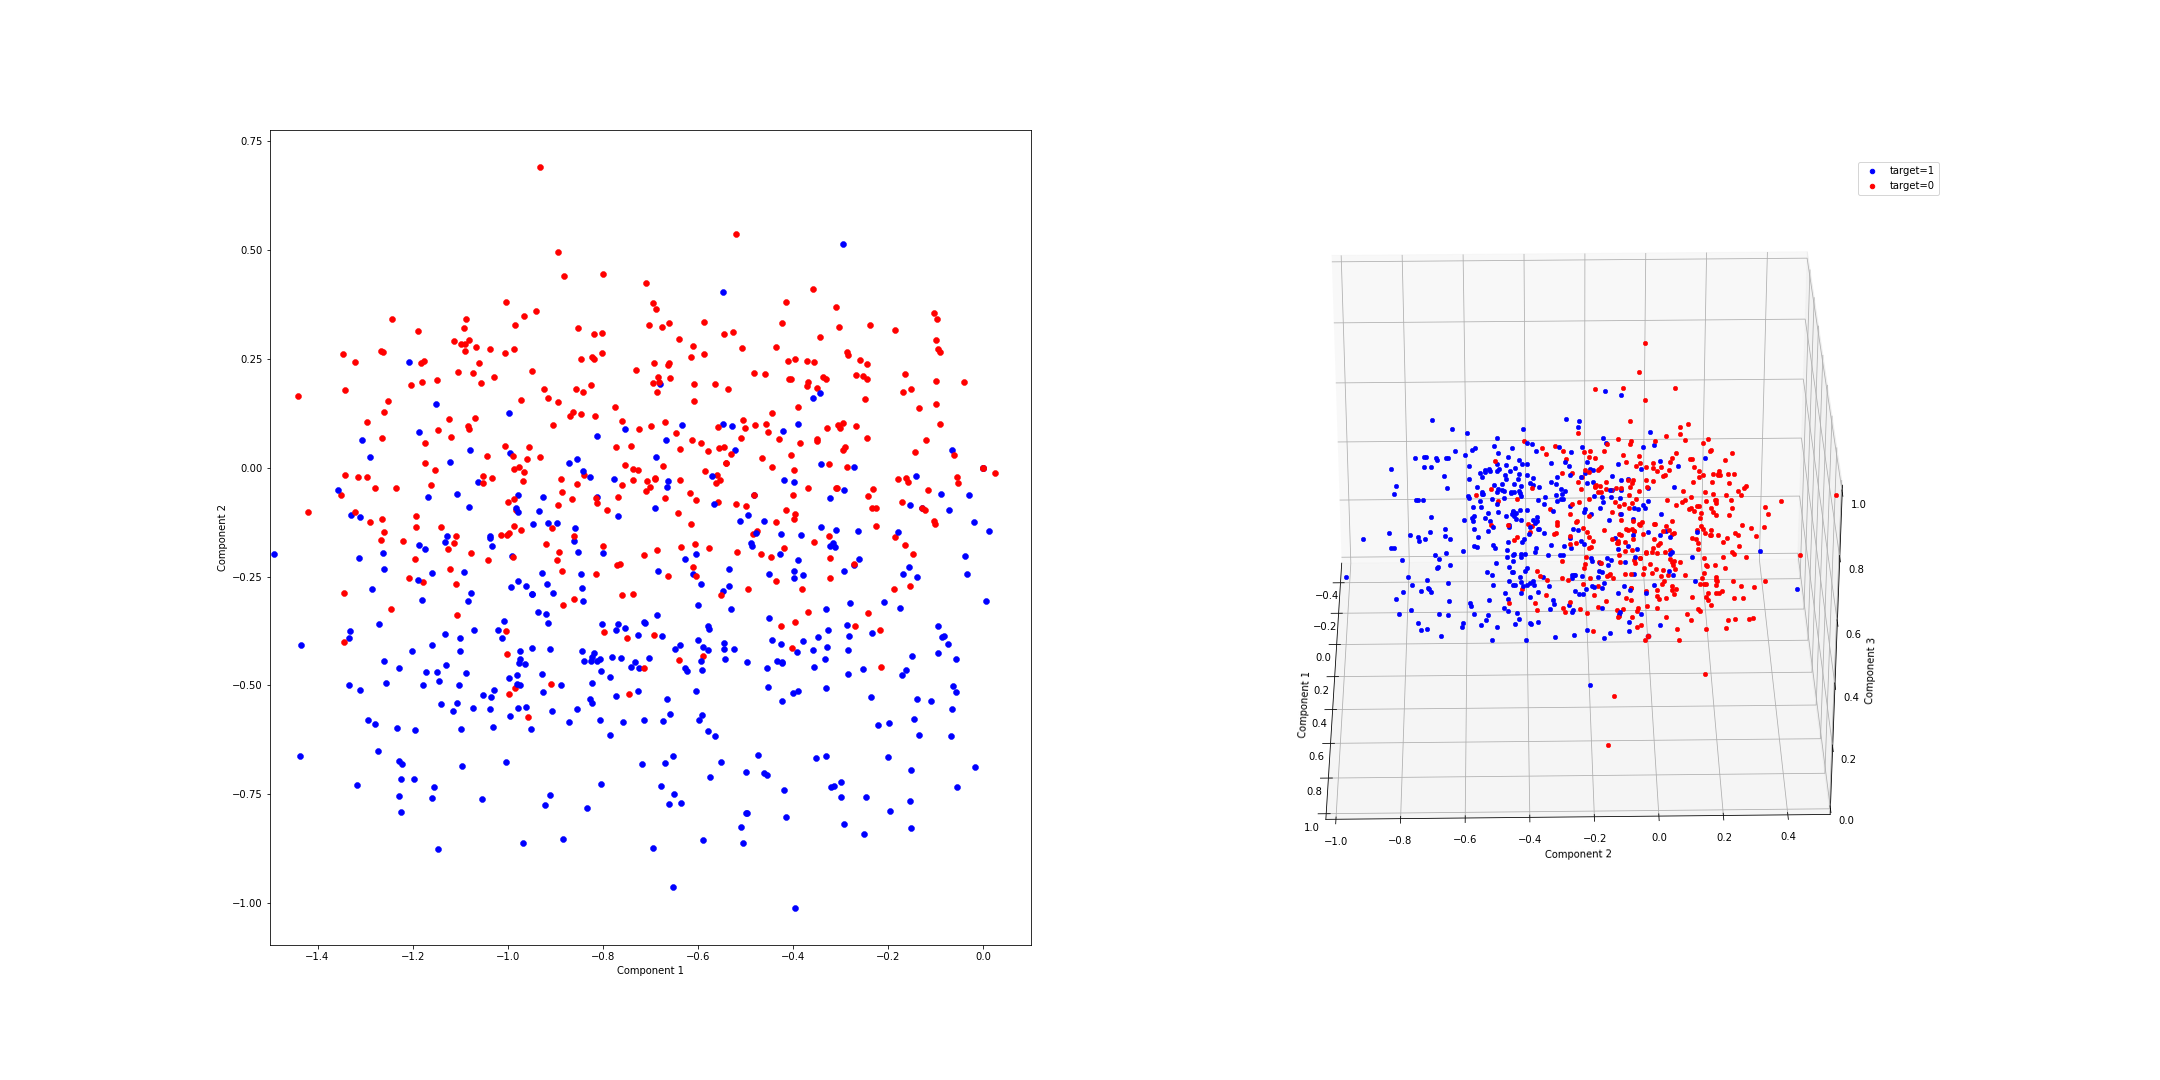 0.75
0.50
0.25
0.00
−0.25
−0.50
−0.75
−1.00
Component 2
−1.4 −1.2 −1.0 −0.8 −0.6 −0.4 −0.2 0.0
Component 1
target=1
target=0
−0.4
−0.2
0.0
0.2
0.4
0.6
0.8
1.0
Component 1
−1.0 −0.8 −0.6 −0.4 −0.2 0.0 0.2 0.4
Component 2
1.0
0.8
0.6
0.4
0.2
0.0
Component 3